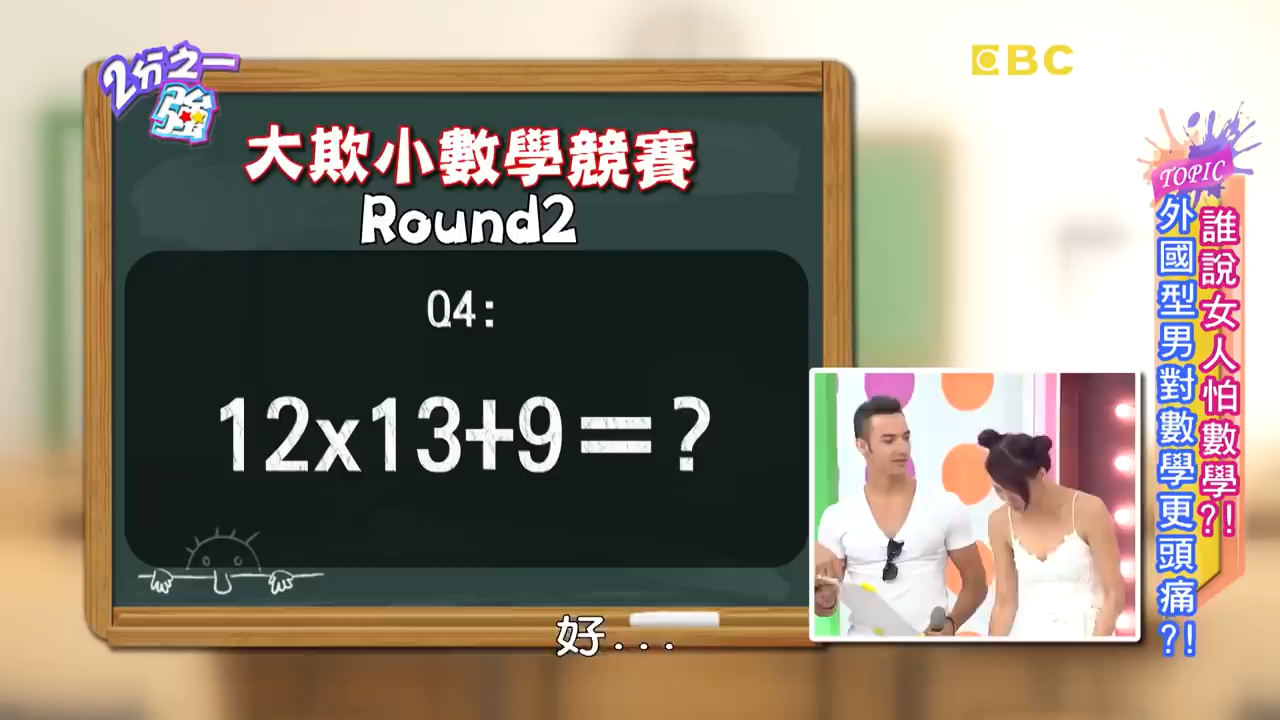 2分之一強
EBC
大欺小數學競賽
Round2
Q4:
12x13+9=?
TOPIC
誰說女人怕數學?!
外國型男對數學更頭痛?!
好...